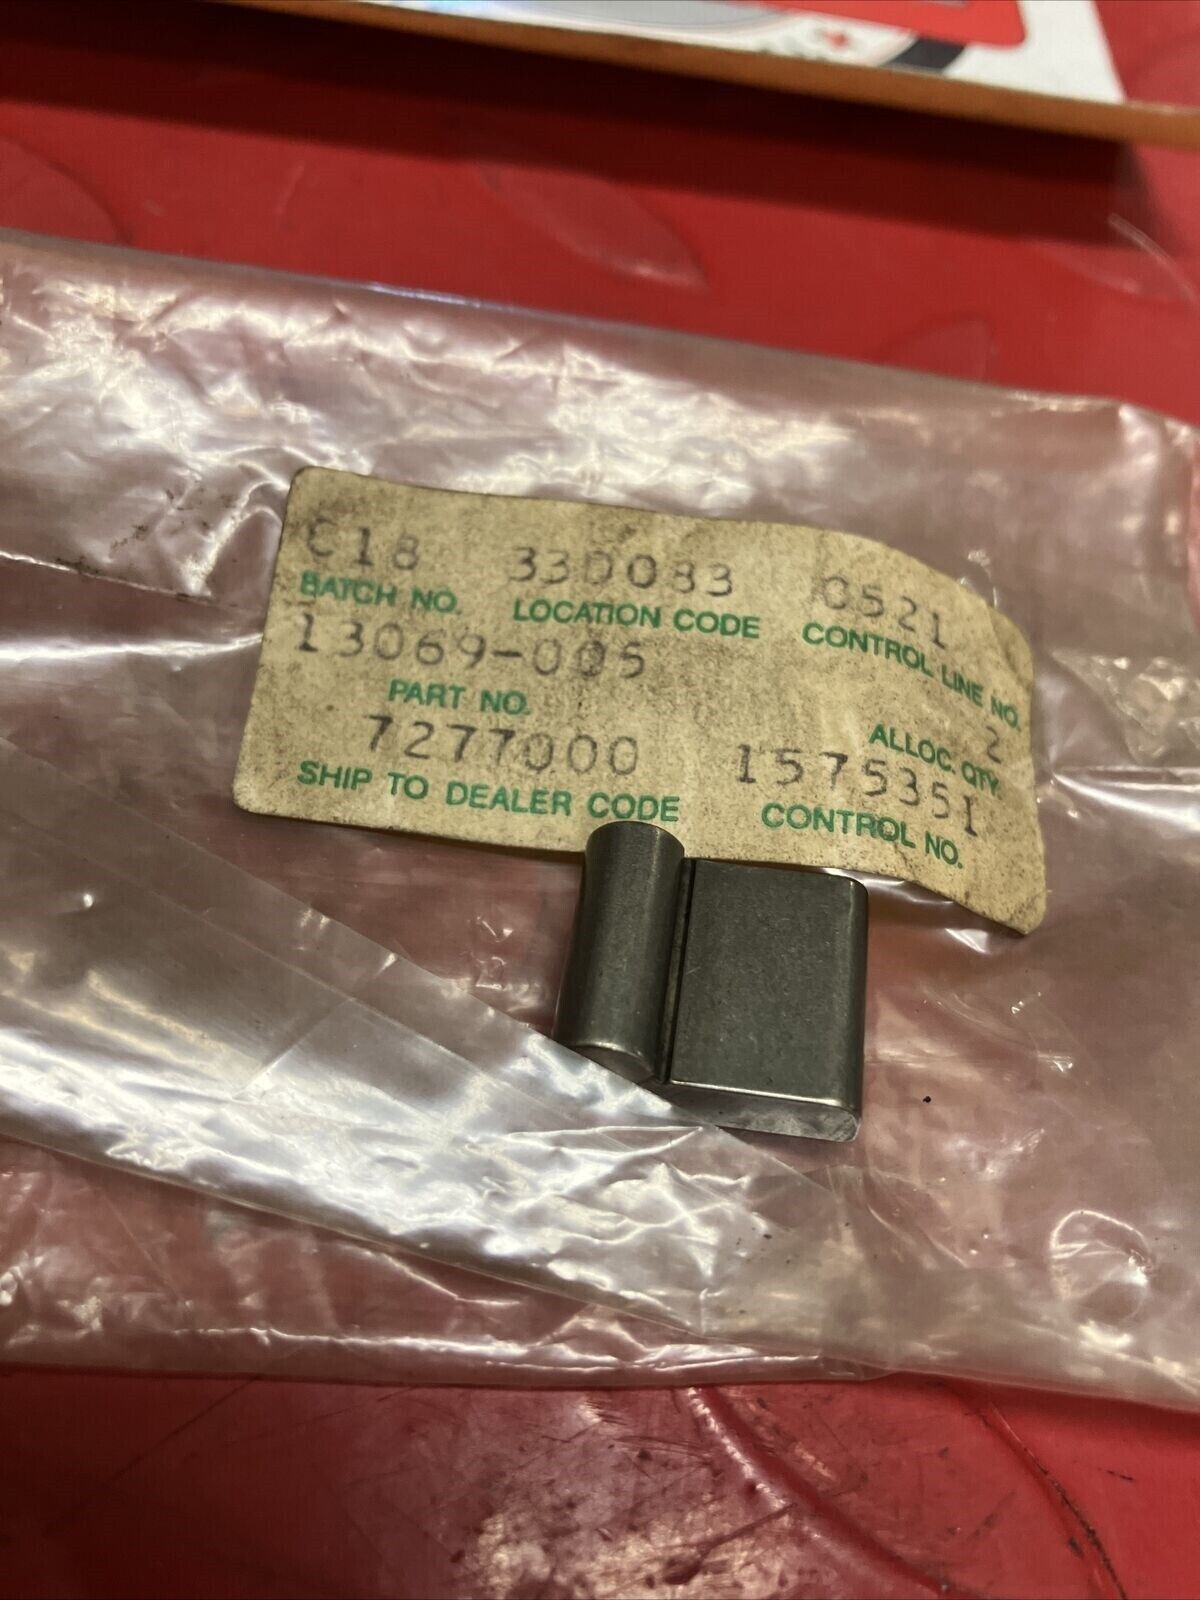 C18 33D083 0521
BATCH NO. LOCATION CODE CONTROL LINE NO.
13069-005 2
PART NO. ALLOC. QTY.
7277000 1575351
SHIP TO DEALER CODE CONTROL NO.